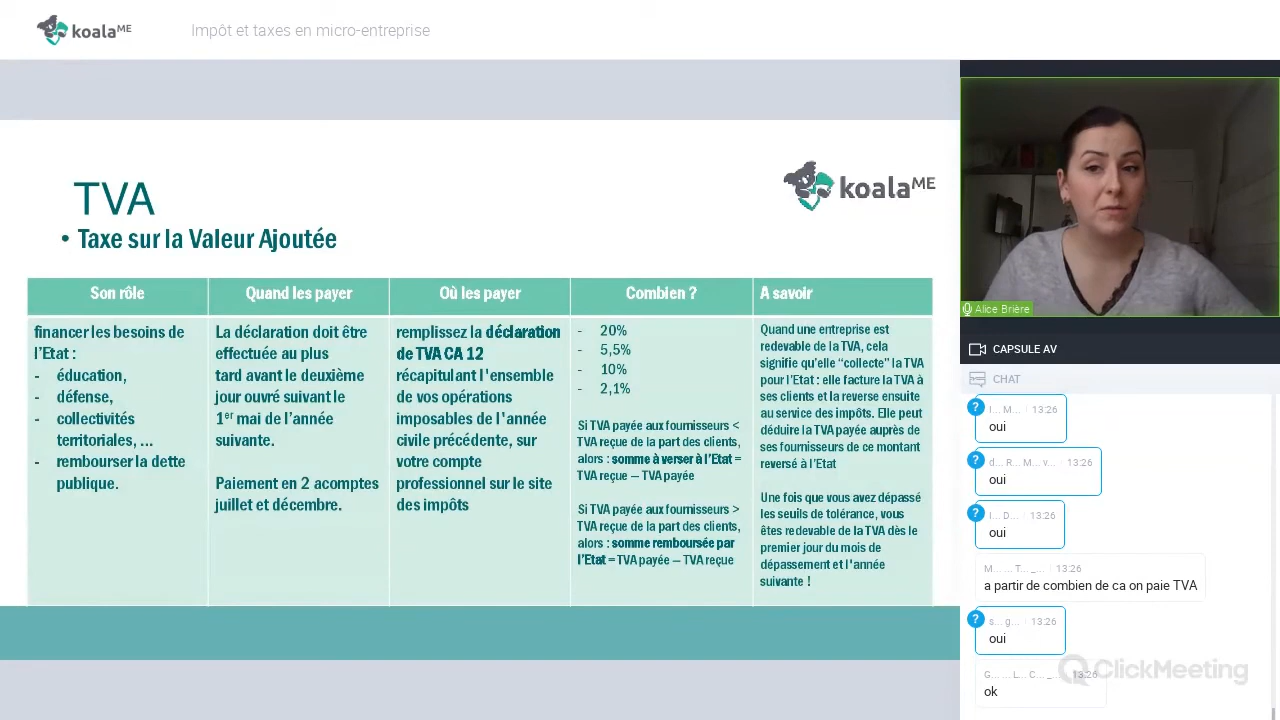 koala ME
Impôt et taxes en micro-entreprise
TVA
• Taxe sur la Valeur Ajoutée
koala ME
Son rôle
financer les besoins de
l'Etat :
- éducation,
- défense,
- collectivités
territoriales, ...
- rembourser la dette
publique.
Quand les payer
La déclaration doit être
effectuée au plus
tard avant le deuxième
jour ouvré suivant le
1er mai de l'année
suivante.
Paiement en 2 acomptes
juillet et décembre.
Où les payer
remplissez la déclaration
de TVA CA 12
récapitulant l'ensemble
de vos opérations
imposables de l'année
civile précédente, sur
votre compte
professionnel sur le site
des impôts
Combien ?
- 20%
- 5,5%
- 10%
- 2,1%
Si TVA payée aux fournisseurs <
TVA reçue de la part des clients,
alors : somme à verser à l'Etat =
TVA reçue – TVA payée
Si TVA payée aux fournisseurs >
TVA reçue de la part des clients,
alors : somme remboursée par
l'Etat = TVA payée – TVA reçue
A savoir
Quand une entreprise est
redevable de la TVA, cela
signifie qu'elle “collecte” la TVA
pour l'Etat : elle facture la TVA à
ses clients et la reverse ensuite
au service des impôts. Elle peut
déduire la TVA payée auprès de
ses fournisseurs de ce montant
reversé à l'Etat
Une fois que vous avez dépassé
les seuils de tolérance, vous
êtes redevable de la TVA dès le
premier jour du mois de
dépassement et l'année
suivante !
Alice Brière
CAPSULE AV
CHAT
? I... M... 13:26
oui
? d... R... M... v... 13:26
oui
? I... D... 13:26
oui
M... ... T... _... 13:26
a partir de combien de ca on paie TVA
? s... g... 13:26
oui
G... ... L... C... _... 13:26
ok
ClickMeeting